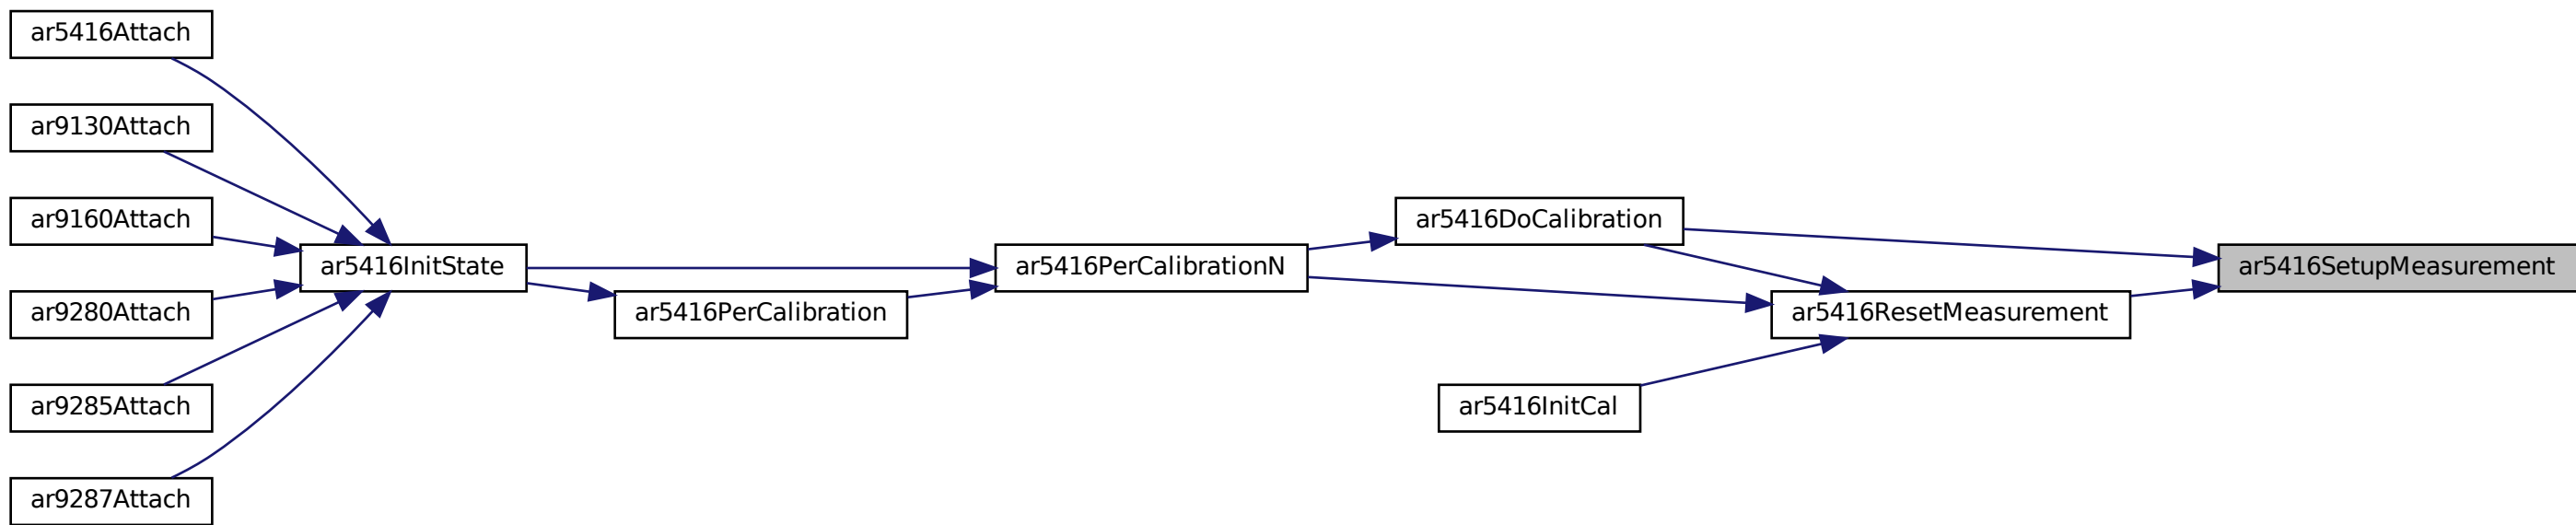 ar5416Attach
ar9130Attach
ar9160Attach
ar9280Attach
ar9285Attach
ar9287Attach
ar5416InitState
ar5416PerCalibration
ar5416PerCalibrationN
ar5416DoCalibration
ar5416InitCal
ar5416ResetMeasurement
ar5416SetupMeasurement